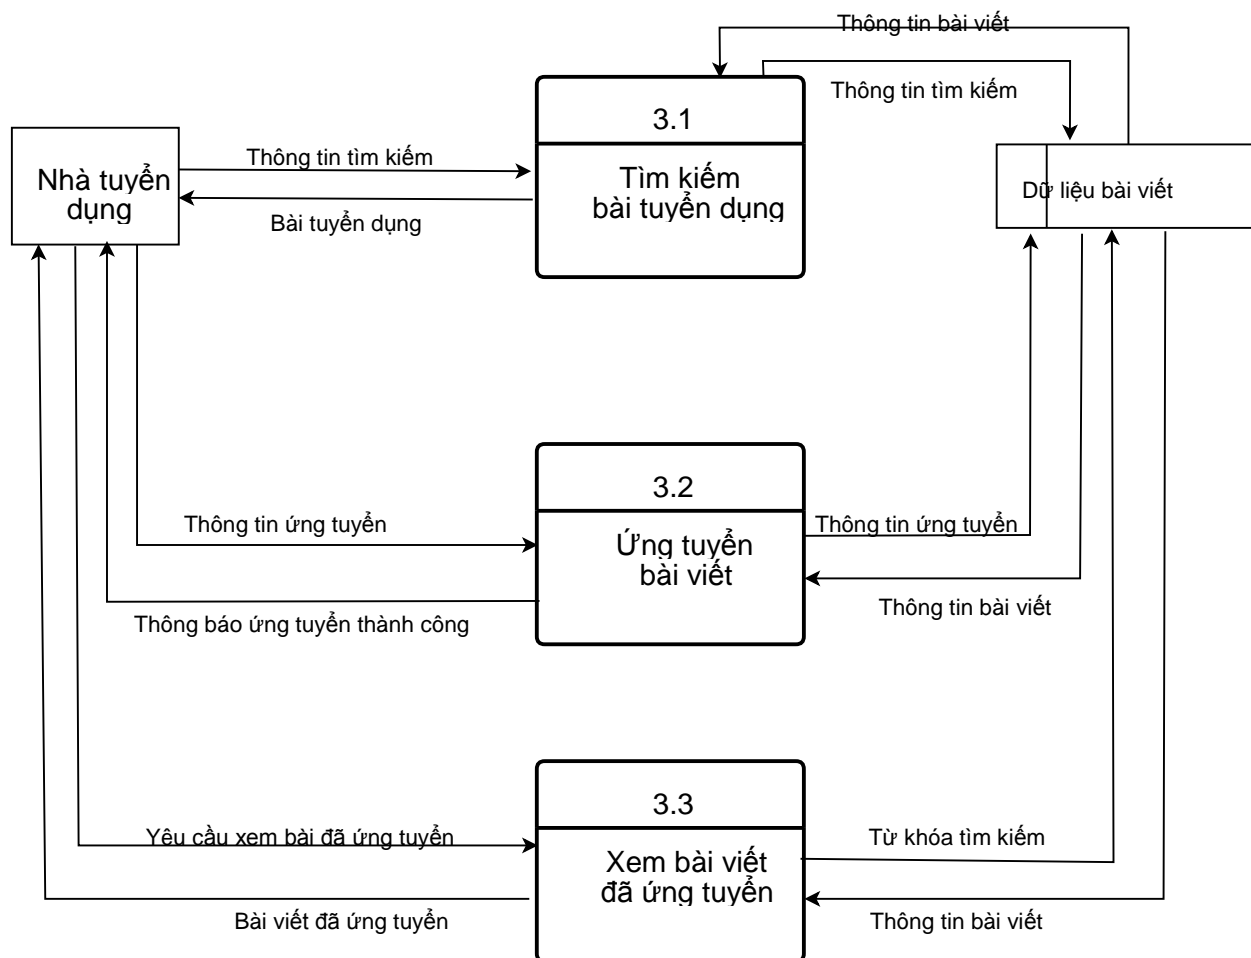 Thông tin bài viết
Thông tin tìm kiếm
3.1
Tìm kiếm
bài tuyển dụng
Nhà tuyển
dụng
Thông tin tìm kiếm
Bài tuyển dụng
Dữ liệu bài viết
3.2
Ứng tuyển
bài viết
Thông tin ứng tuyển
Thông báo ứng tuyển thành công
Thông tin ứng tuyển
Thông tin bài viết
3.3
Xem bài viết
đã ứng tuyển
Yêu cầu xem bài đã ứng tuyển
Bài viết đã ứng tuyển
Từ khóa tìm kiếm
Thông tin bài viết